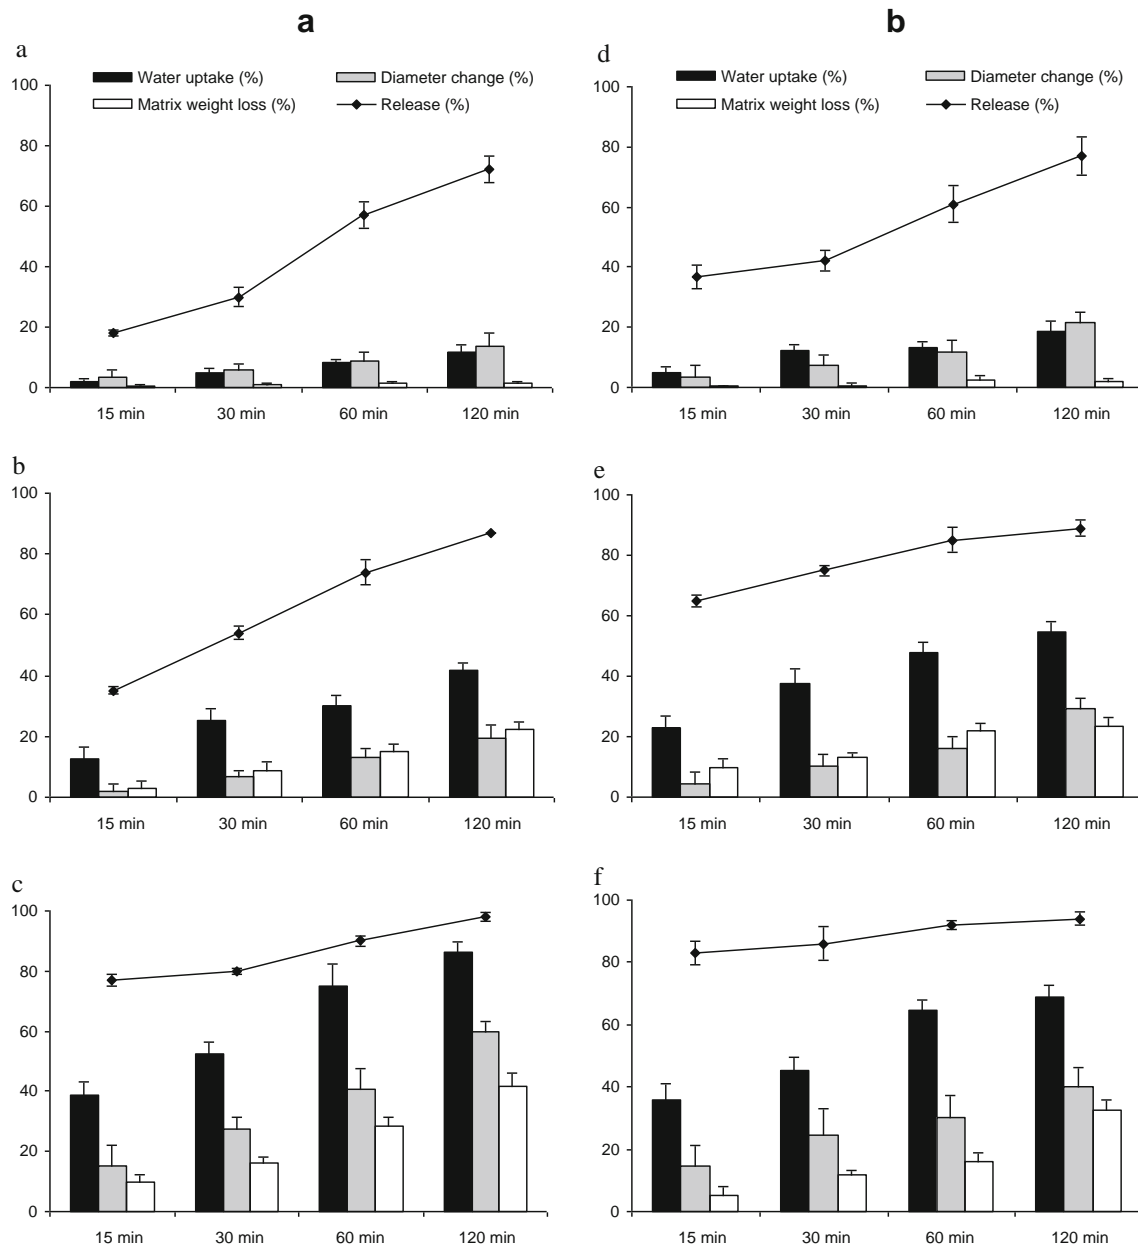 a
b
a
Water uptake (%)
Diameter change (%)
Matrix weight loss (%)
Release (%)
100
80
60
40
20
0
15 min
30 min
60 min
120 min
d
Water uptake (%)
Diameter change (%)
Matrix weight loss (%)
Release (%)
100
80
60
40
20
0
15 min
30 min
60 min
120 min
b
100
80
60
40
20
0
15 min
30 min
60 min
120 min
e
100
80
60
40
20
0
15 min
30 min
60 min
120 min
c
100
80
60
40
20
0
15 min
30 min
60 min
120 min
f
100
80
60
40
20
0
15 min
30 min
60 min
120 min